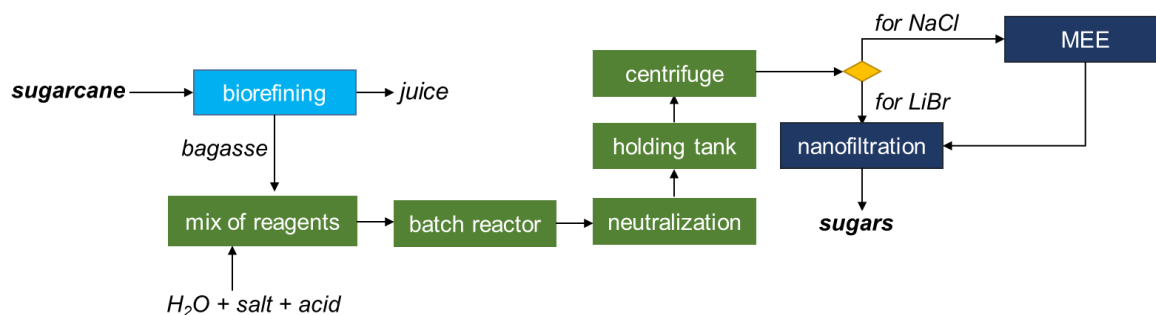 for NaCl
MEE
centrifuge
sugarcane
biorefining
juice
for LiBr
bagasse
holding tank
nanofiltration
mix of reagents
batch reactor
neutralization
sugars
H₂O + salt + acid